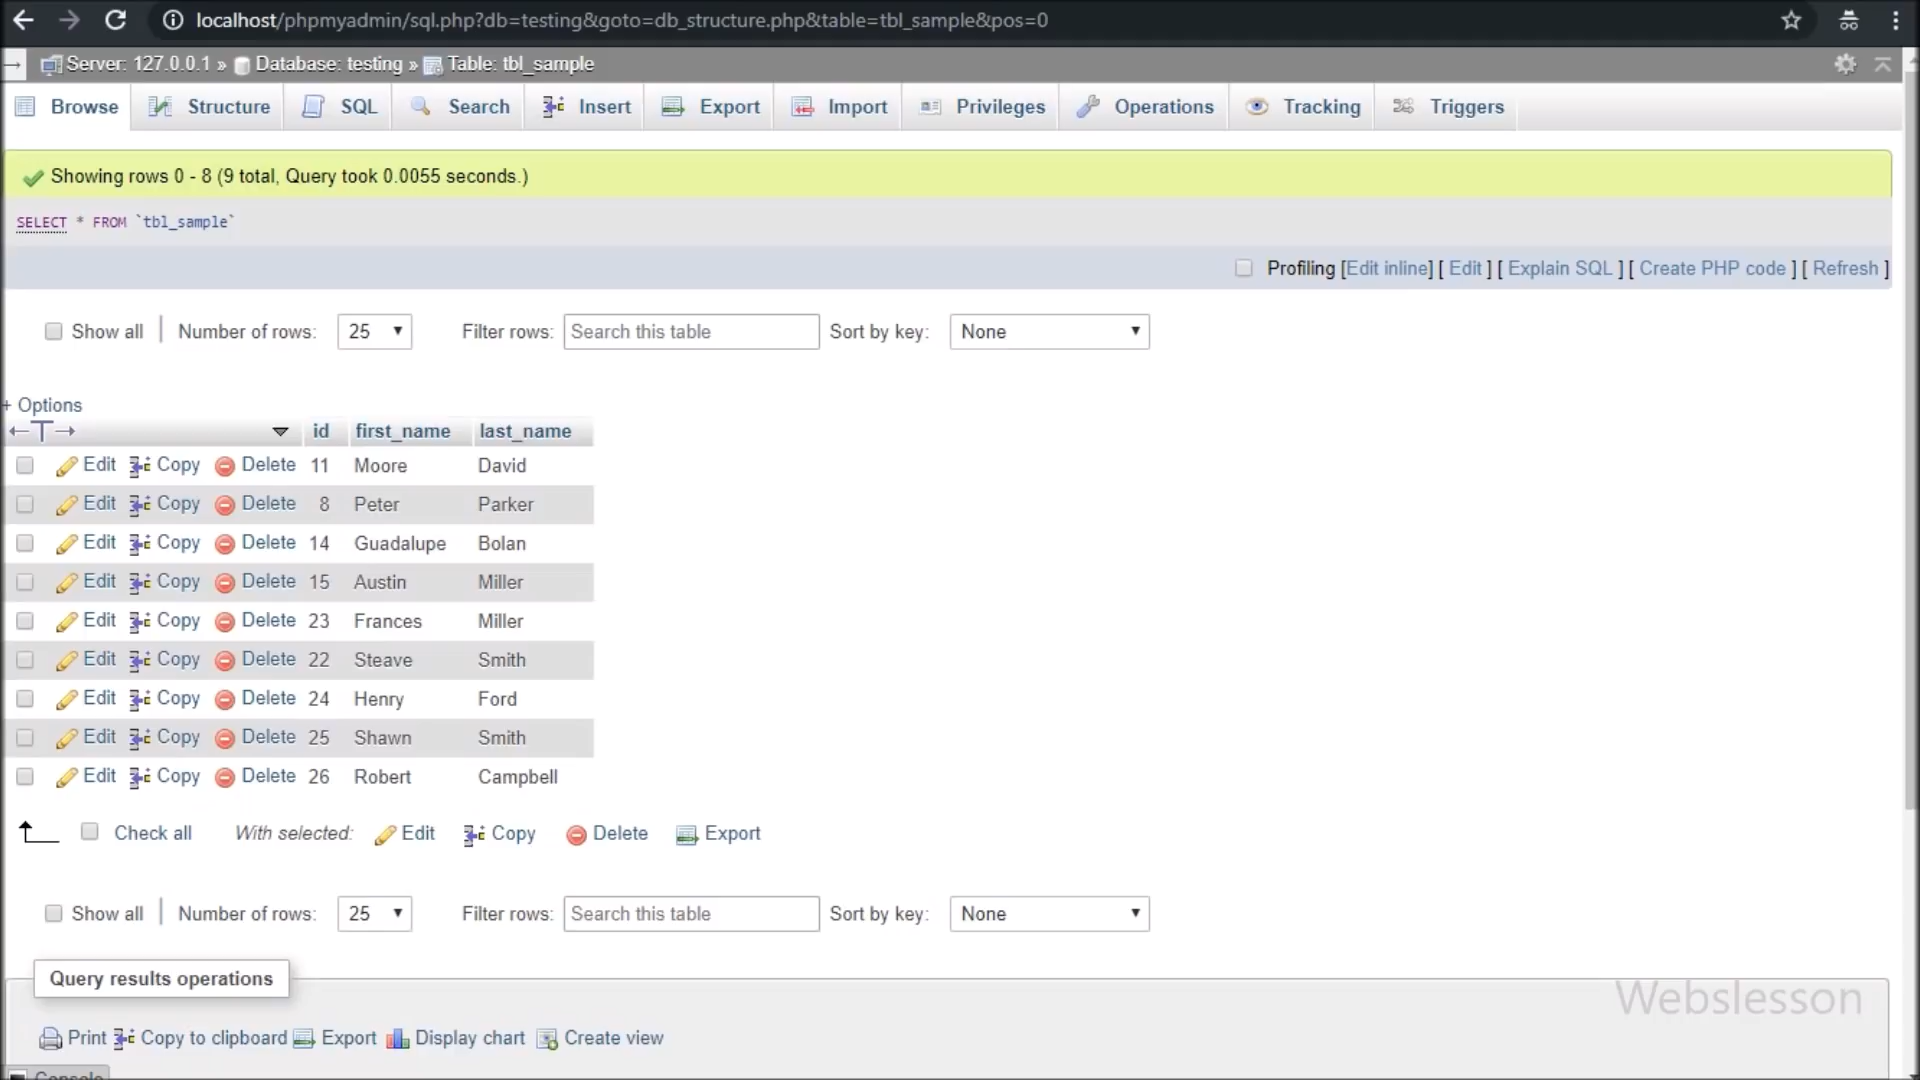 localhost/phpmyadmin/sql.php?db=testing&goto=db_structure.php&table=tbl_sample&pos=0
Server: 127.0.0.1 » Database: testing » Table: tbl_sample
Browse Structure SQL Search Insert Export Import Privileges Operations Tracking Triggers
Showing rows 0 - 8 (9 total, Query took 0.0055 seconds.)
SELECT * FROM `tbl_sample`
Profiling [Edit inline] [ Edit ] [ Explain SQL ] [ Create PHP code ] [ Refresh ]
Show all | Number of rows: 25 Filter rows: Search this table Sort by key: None
+ Options
←T→ id first_name last_name
Edit Copy Delete 11 Moore David
Edit Copy Delete 8 Peter Parker
Edit Copy Delete 14 Guadalupe Bolan
Edit Copy Delete 15 Austin Miller
Edit Copy Delete 23 Frances Miller
Edit Copy Delete 22 Steave Smith
Edit Copy Delete 24 Henry Ford
Edit Copy Delete 25 Shawn Smith
Edit Copy Delete 26 Robert Campbell
Check all With selected: Edit Copy Delete Export
Show all | Number of rows: 25 Filter rows: Search this table Sort by key: None
Query results operations
Webslesson
Print Copy to clipboard Export Display chart Create view
Console